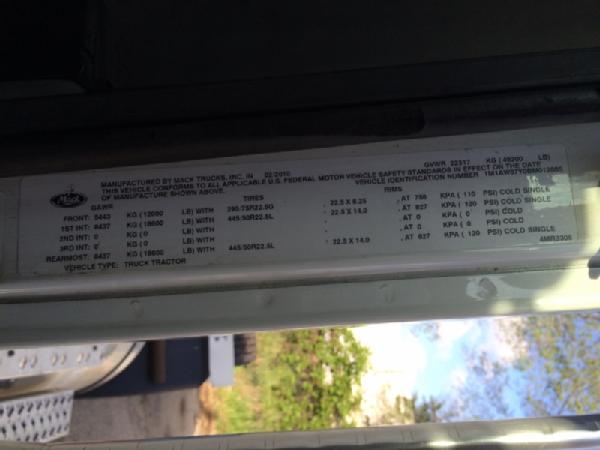 GVWR 22317 KG ( 49200 LB)
MANUFACTURED BY MACK TRUCKS, INC. IN 02/2010
THIS VEHICLE CONFORMS TO ALL APPLICABLE U.S. FEDERAL MOTOR VEHICLE SAFETY STANDARDS IN EFFECT ON THE DATE
OF MANUFACTURE SHOWN ABOVE. VEHICLE IDENTIFICATION NUMBER
Mack
GAWR TIRES RIMS
FRONT: 5443 KG ( 12000 LB) WITH , 22.5 X 8.25 , AT 758 KPA ( 110 PSI) COLD SINGLE
1ST INT: 8437 KG ( 18600 LB) WITH 445/50R22.5L , 22.5 X 14.0 , AT 827 KPA ( 120 PSI) COLD SINGLE
2ND INT: 0 KG ( 0 LB) WITH , AT 0 KPA ( 0 PSI) COLD
3RD INT: 0 KG ( 0 LB) WITH , AT 0 KPA ( 0 PSI) COLD
REARMOST: 8437 KG ( 18600 LB) WITH 445/50R22.5L , 22.5 X 14.0 , AT 827 KPA ( 120 PSI) COLD SINGLE
VEHICLE TYPE: TRUCK TRACTOR